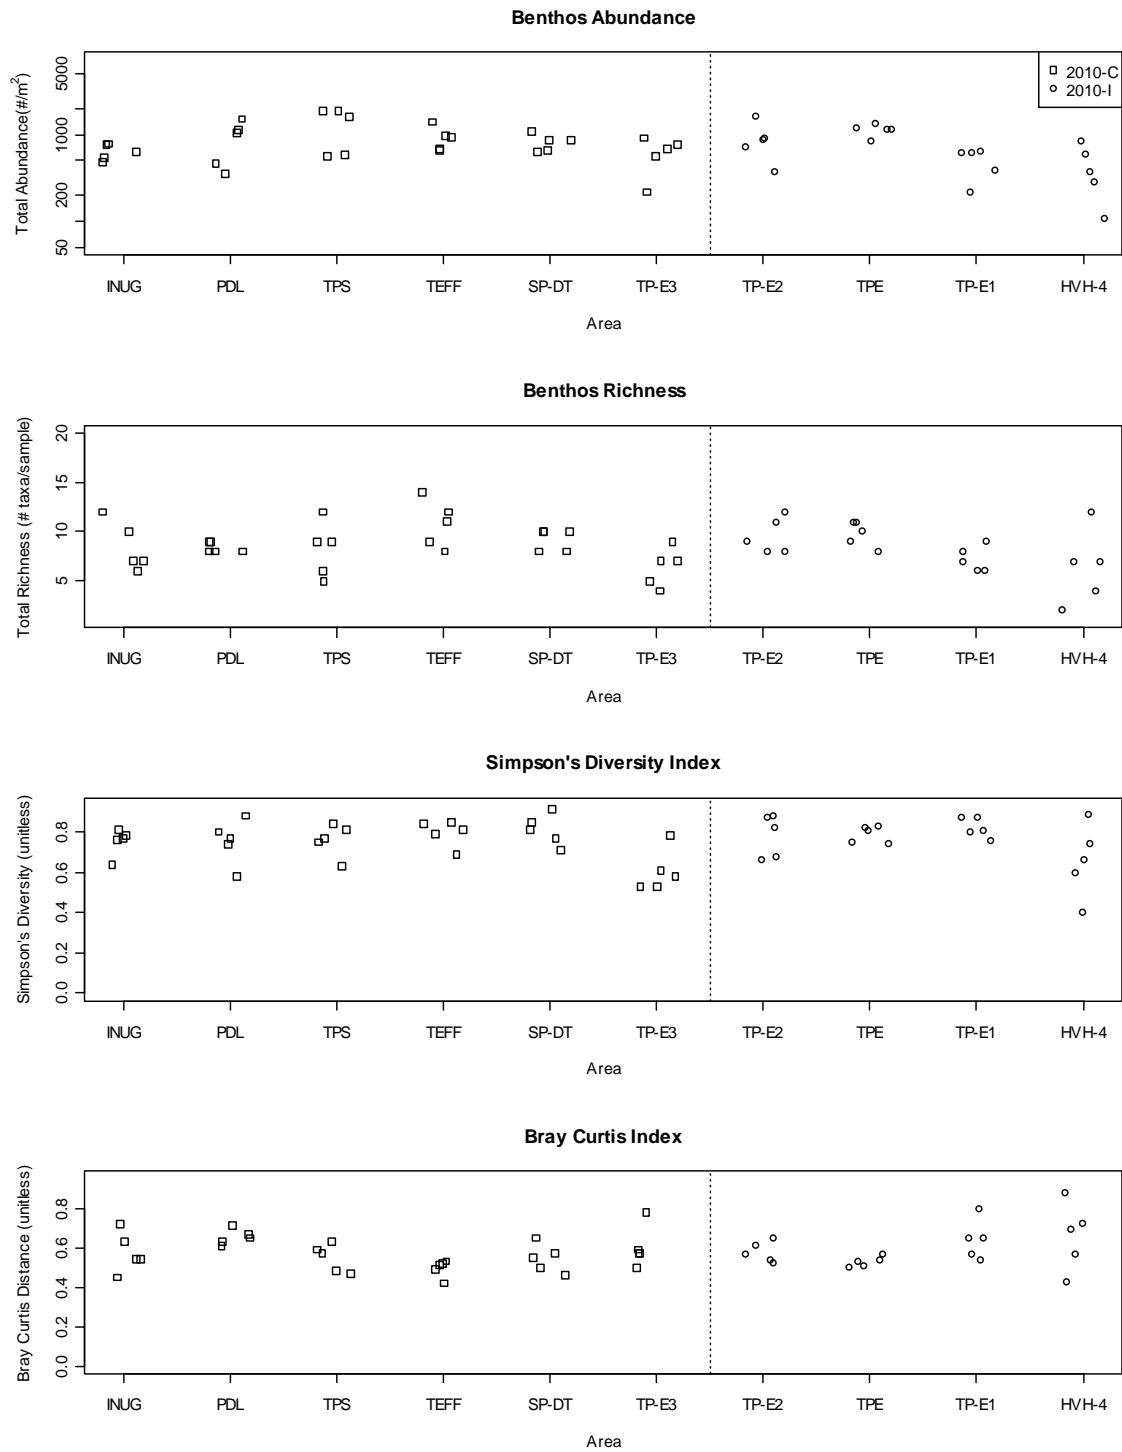 Benthos Abundance
Total Abundance(#/m²)
5000
1000
200
50
2010-C
2010-I
INUG PDL TPS TEFF SP-DT TP-E3 TP-E2 TPE TP-E1 HVH-4
Area
Benthos Richness
Total Richness (# taxa/sample)
20
15
10
5
INUG PDL TPS TEFF SP-DT TP-E3 TP-E2 TPE TP-E1 HVH-4
Area
Simpson's Diversity Index
Simpson's Diversity (unitless)
0.8
0.6
0.4
0.2
0.0
INUG PDL TPS TEFF SP-DT TP-E3 TP-E2 TPE TP-E1 HVH-4
Area
Bray Curtis Index
Bray Curtis Distance (unitless)
0.8
0.6
0.4
0.2
0.0
INUG PDL TPS TEFF SP-DT TP-E3 TP-E2 TPE TP-E1 HVH-4
Area